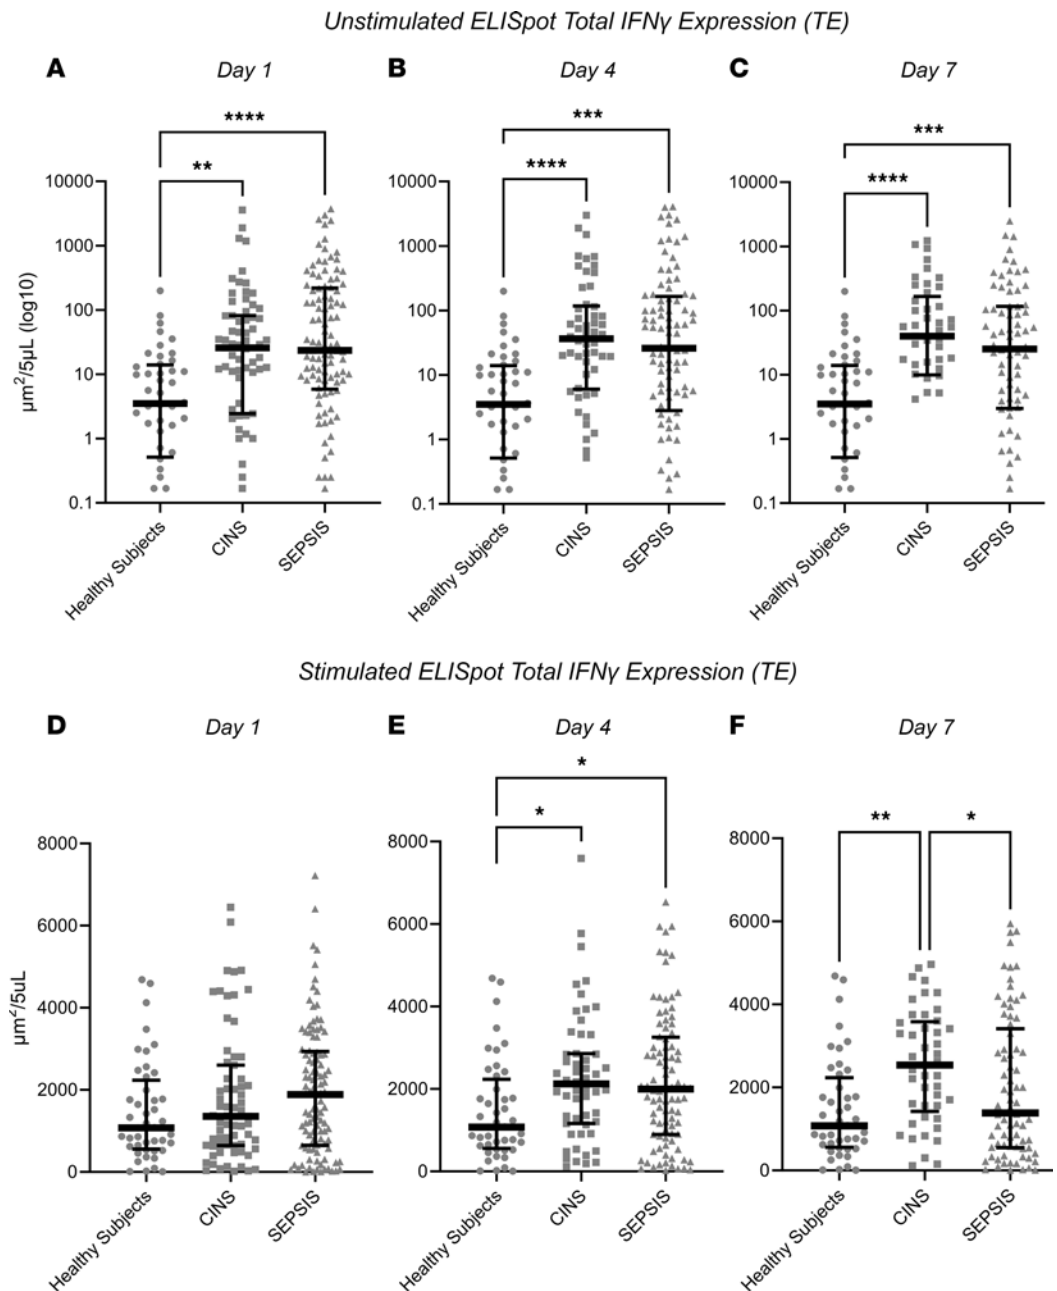 Unstimulated ELISpot Total IFNγ Expression (TE)
A Day 1 B Day 4 C Day 7
**** *** ***
** **** ****
μm²/5μL (log10)
10000 10000 10000
1000 1000 1000
100 100 100
10 10 10
1 1 1
0.1 0.1 0.1
Healthy Subjects CINS SEPSIS Healthy Subjects CINS SEPSIS Healthy Subjects CINS SEPSIS
Stimulated ELISpot Total IFNγ Expression (TE)
D Day 1 E Day 4 F Day 7
*
* ** *
μm²/5uL
8000 8000 8000
6000 6000 6000
4000 4000 4000
2000 2000 2000
0 0 0
Healthy Subjects CINS SEPSIS Healthy Subjects CINS SEPSIS Healthy Subjects CINS SEPSIS